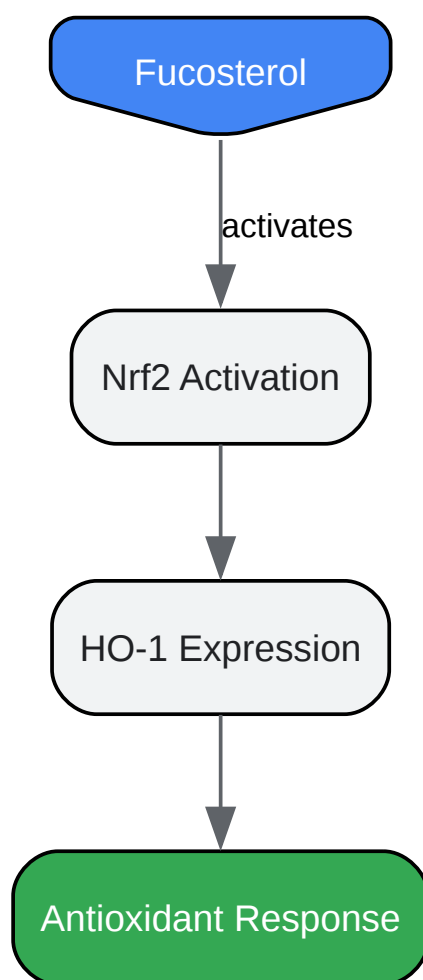 Fucosterol
activates
Nrf2 Activation
HO-1 Expression
Antioxidant Response